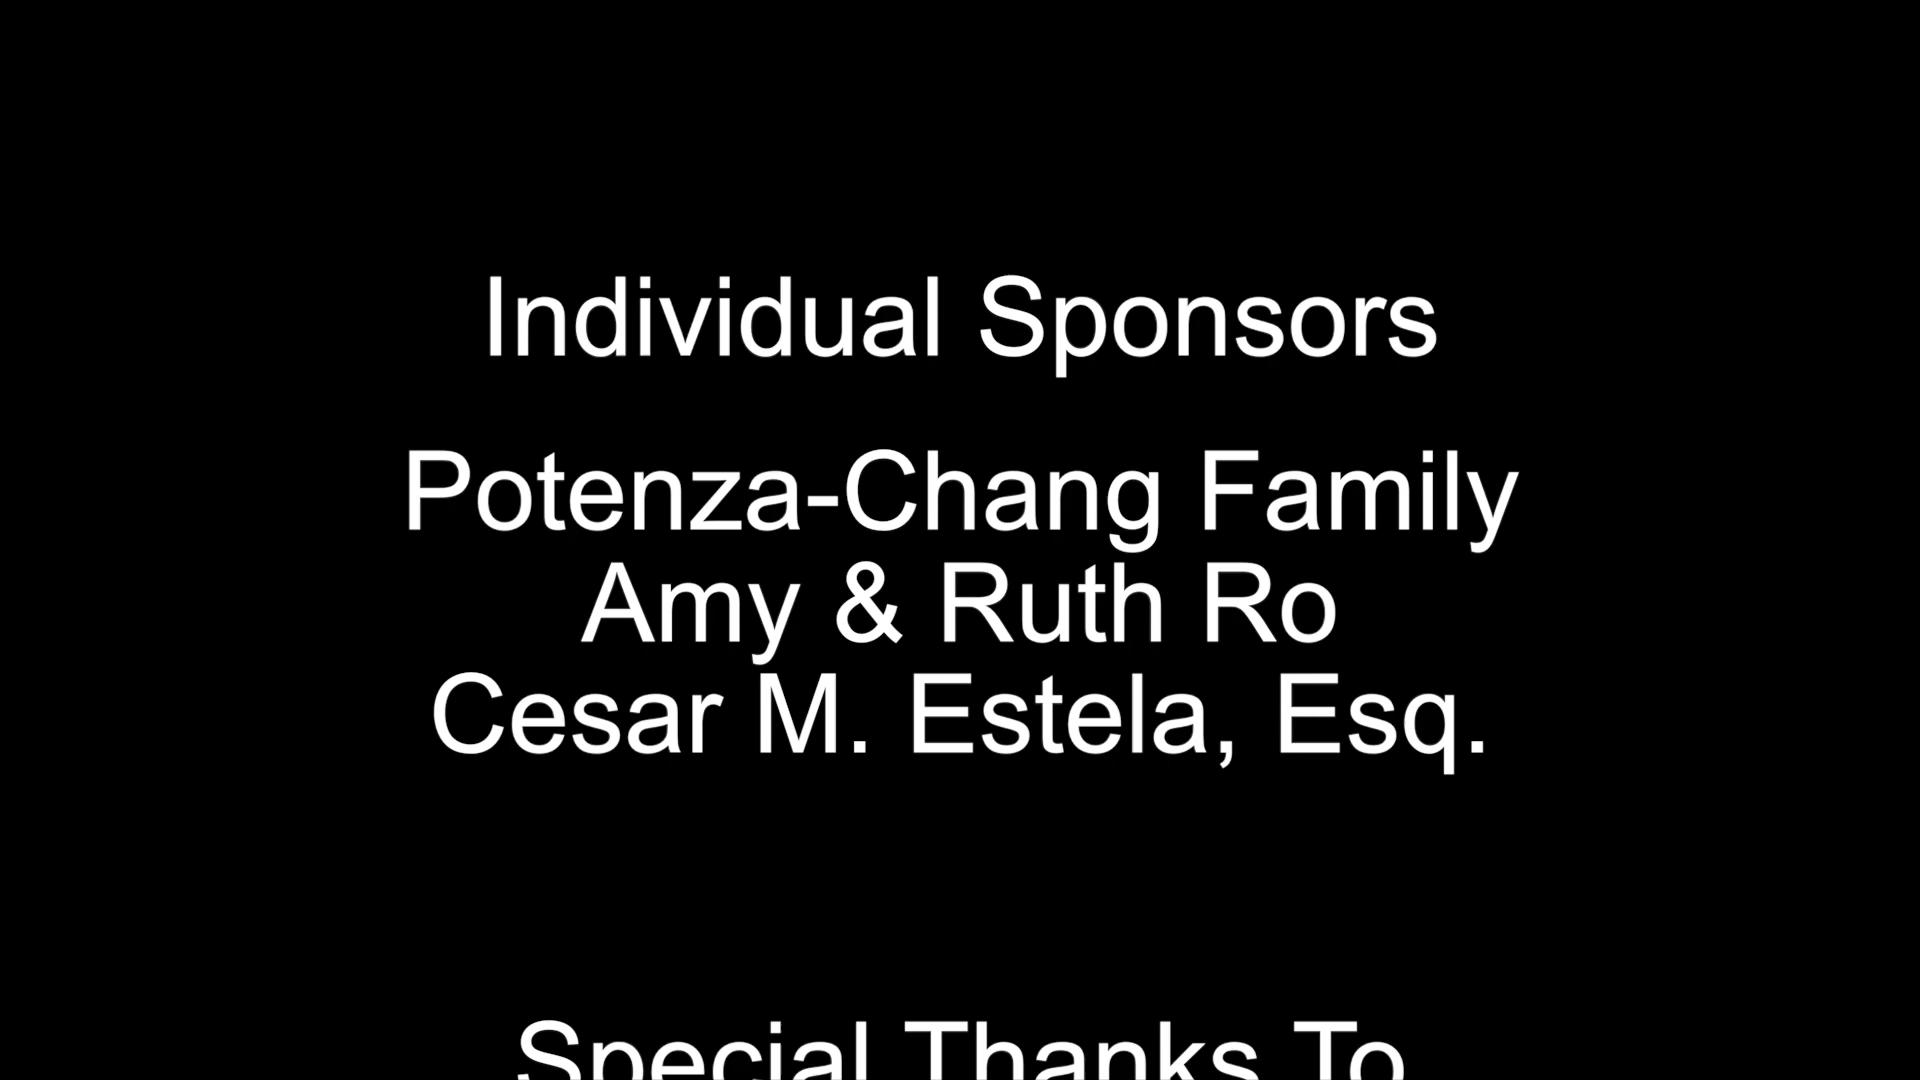 Individual Sponsors
Potenza-Chang Family
Amy & Ruth Ro
Cesar M. Estela, Esq.
Special Thanks To